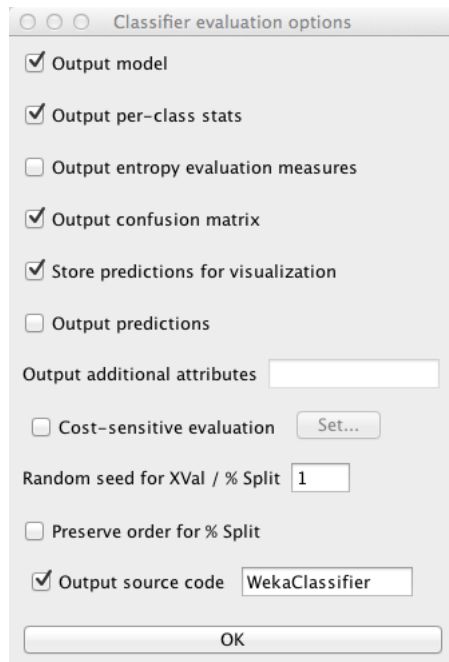 Classifier evaluation options
Output model
Output per-class stats
Output entropy evaluation measures
Output confusion matrix
Store predictions for visualization
Output predictions
Output additional attributes
Cost-sensitive evaluation Set...
Random seed for XVal / % Split 1
Preserve order for % Split
Output source code WekaClassifier
OK